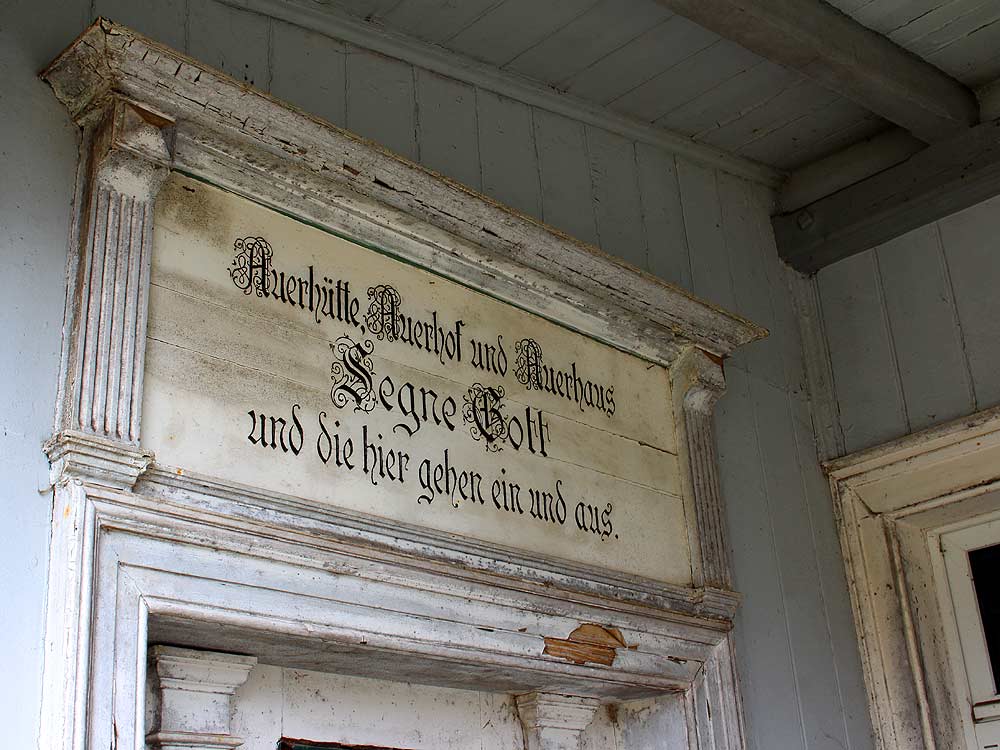 Auerhütte, Auerhof und Auerhaus
Segne Gott
und die hier gehen ein und aus.